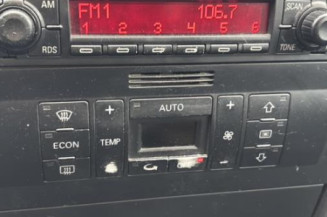 AM FM1 106.7 SCAN
RDS 1 2 3 4 5 6 TONE
AUTO
ECON TEMP